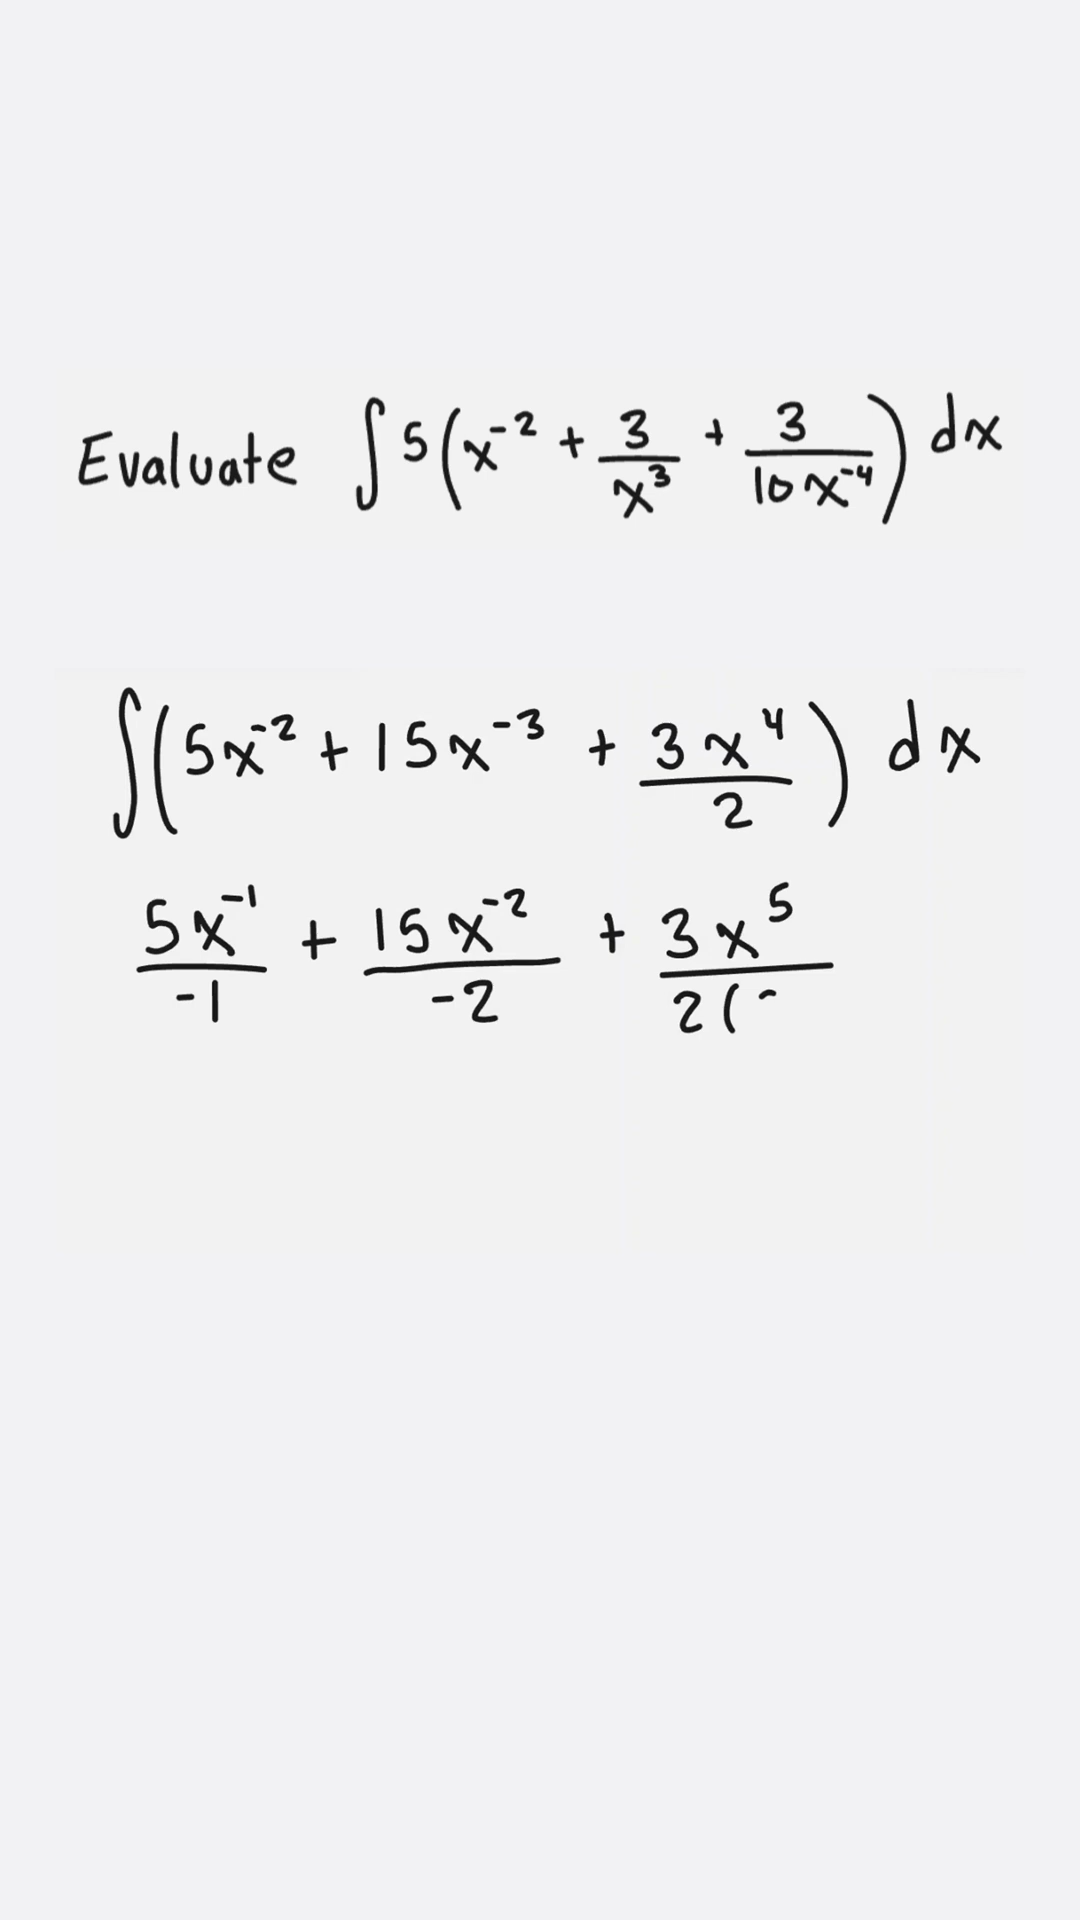 Evaluate ∫ 5(x⁻² + 3/x³ + 3/10x⁻⁴) dx
∫(5x⁻² + 15x⁻³ + 3x⁴/2) dx
5x⁻¹/-1 + 15x⁻²/-2 + 3x⁵/2(